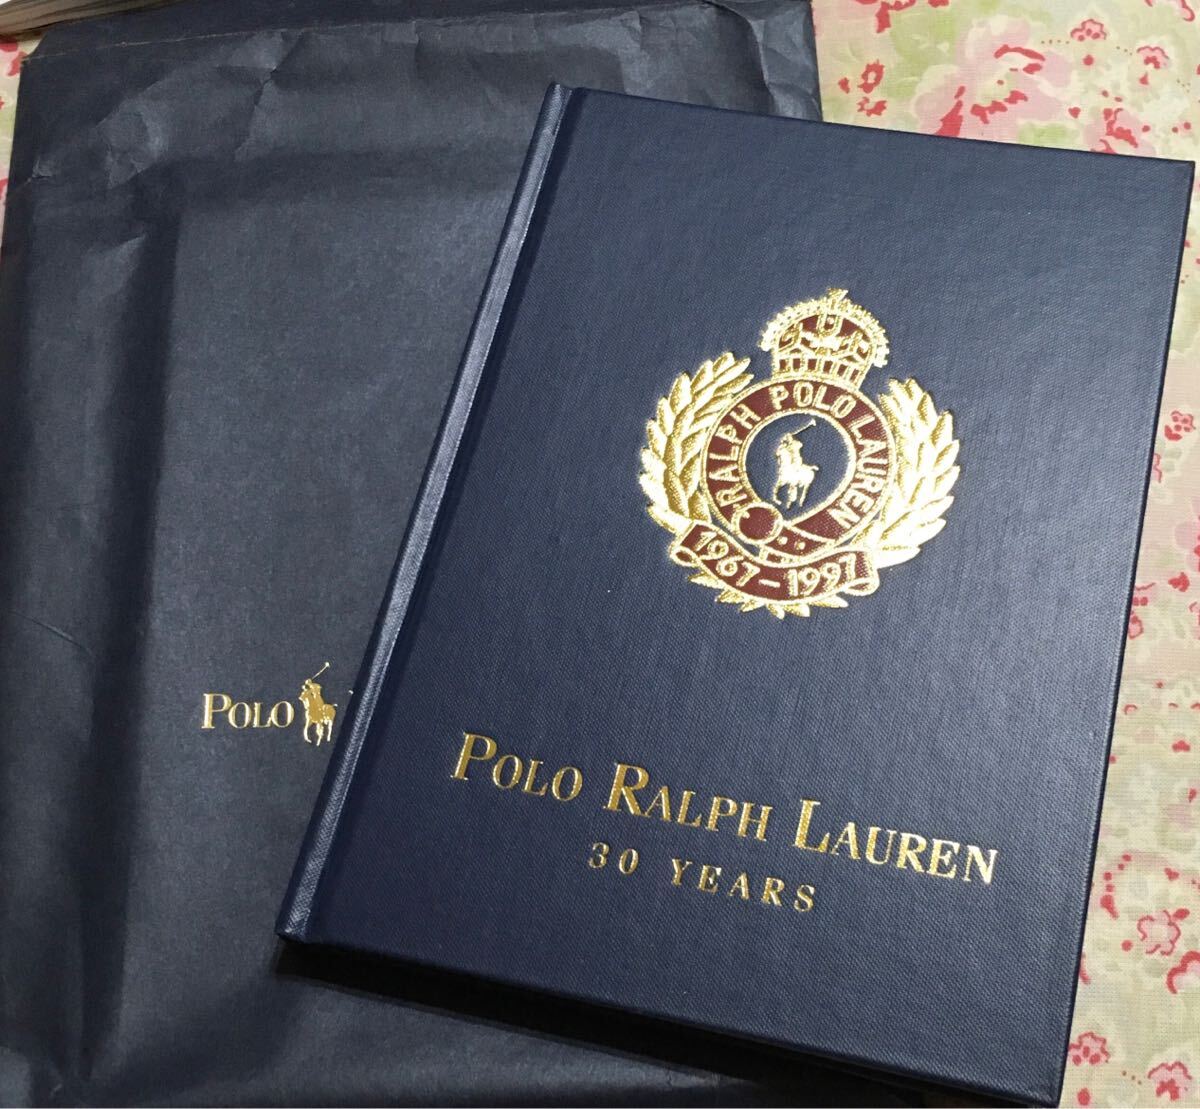 POLO
RALPH POLO LAUREN
1967-1997
POLO RALPH LAUREN
30 YEARS